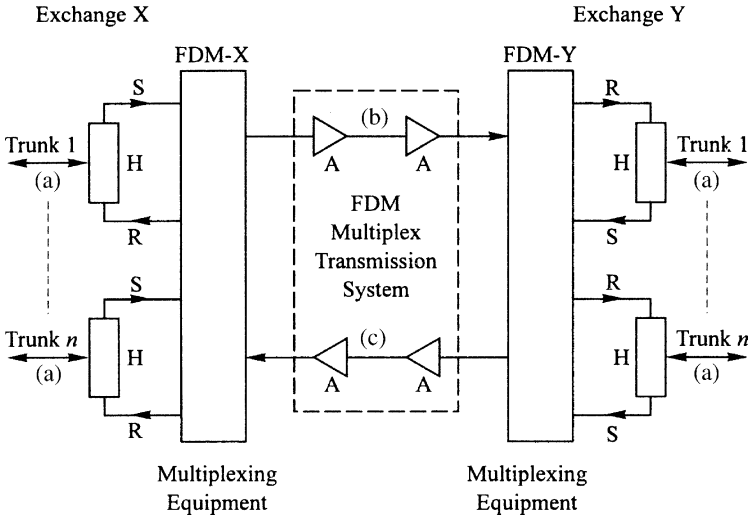 Exchange X
Exchange Y
FDM-X
FDM-Y
S
R
(b)
Trunk 1
H
A
A
H
Trunk 1
(a)
(a)
R
S
FDM
Multiplex
Transmission
System
S
R
Trunk n
H
(c)
H
Trunk n
(a)
A
A
(a)
R
S
Multiplexing
Equipment
Multiplexing
Equipment